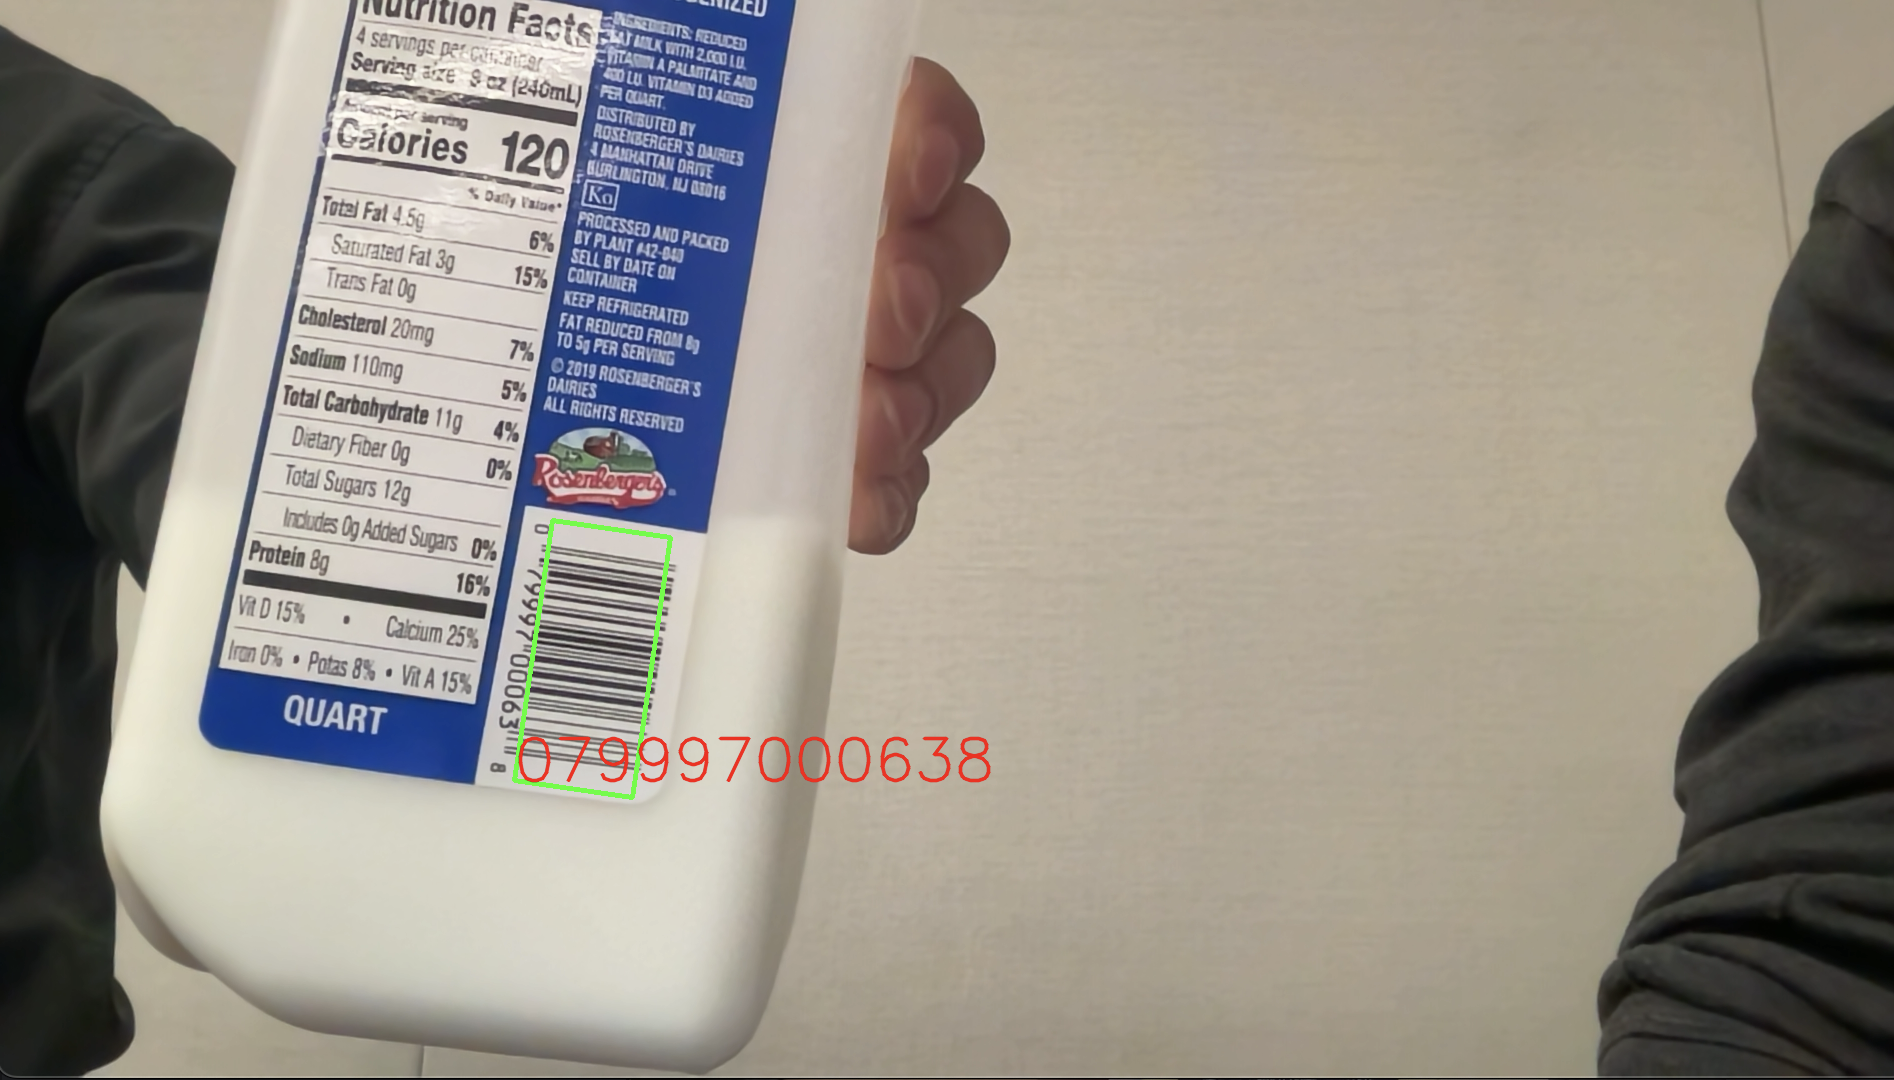 Nutrition Facts
4 servings per container
Serving size 8 oz (240mL)
Amount per serving
Calories 120
% Daily Value*
Total Fat 4.5g 6%
Saturated Fat 3g 15%
Trans Fat 0g
Cholesterol 20mg 7%
Sodium 110mg 5%
Total Carbohydrate 11g 4%
Dietary Fiber 0g 0%
Total Sugars 12g
Includes 0g Added Sugars 0%
Protein 8g 16%
Vit D 15% • Calcium 25%
Iron 0% • Potas 8% • Vit A 15%
QUART
INGREDIENTS: REDUCED
FAT MILK WITH 2,000 I.U.
VITAMIN A PALMITATE AND
400 I.U. VITAMIN D3 ADDED
PER QUART.
DISTRIBUTED BY
ROSENBERGER'S DAIRIES
4 MANHATTAN DRIVE
BURLINGTON, NJ 08016
Ko
PROCESSED AND PACKED
BY PLANT #42-040
SELL BY DATE ON
CONTAINER
KEEP REFRIGERATED
FAT REDUCED FROM 8g
TO 5g PER SERVING
© 2019 ROSENBERGER'S
DAIRIES
ALL RIGHTS RESERVED
Rosenberger's
0 79997 00063 8
079997000638